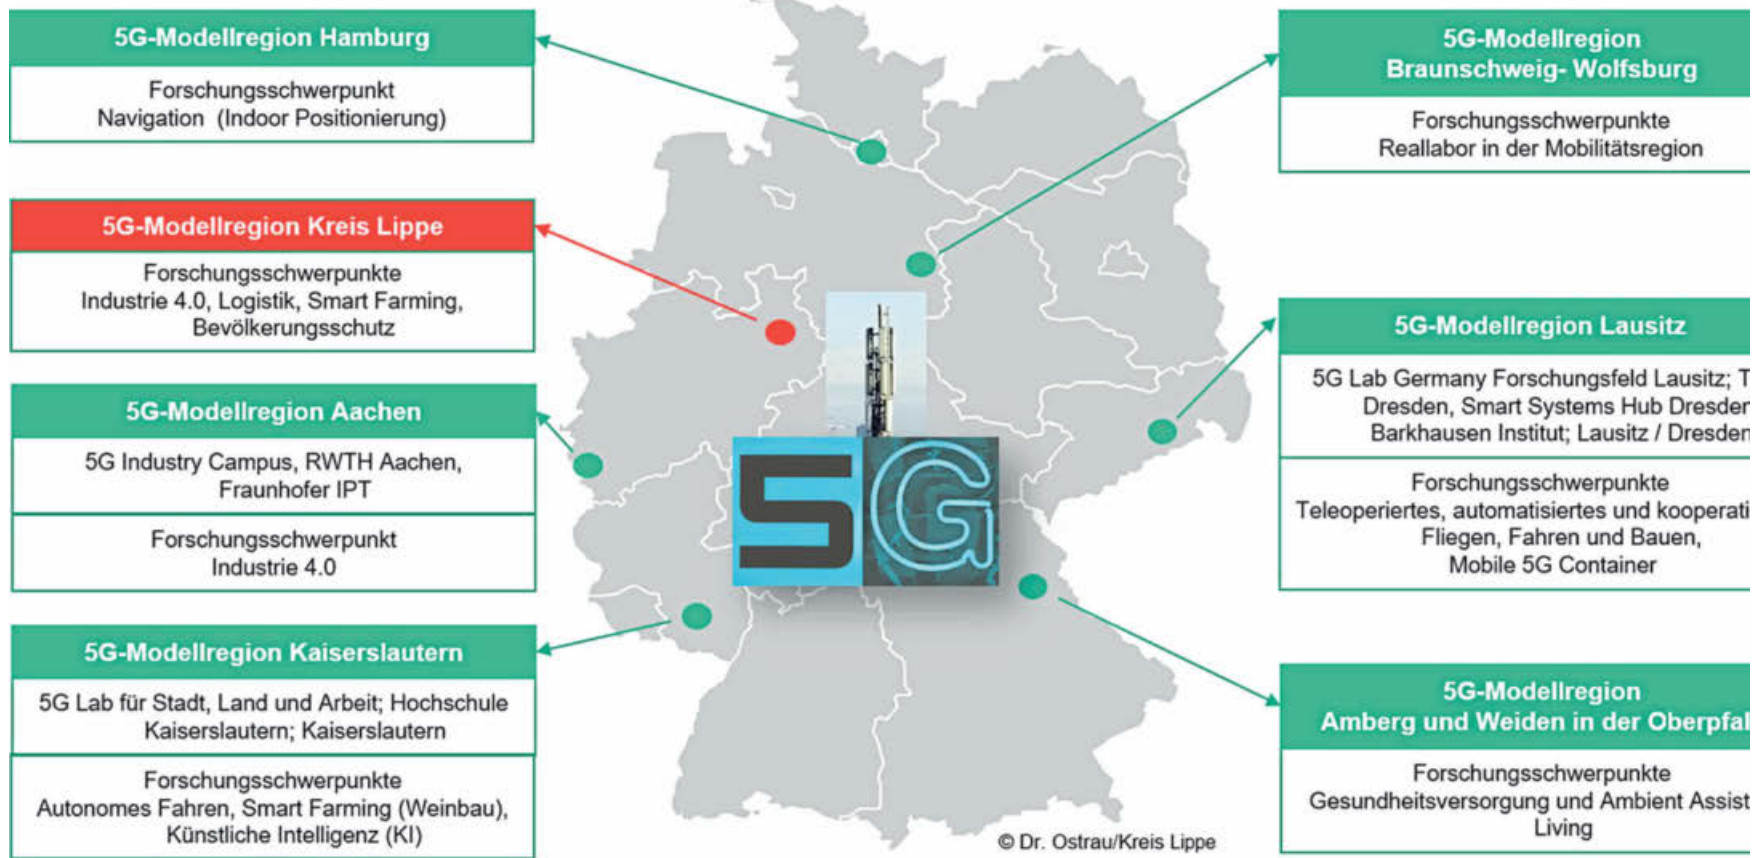 5G-Modellregion Hamburg
Forschungsschwerpunkt
Navigation (Indoor Positionierung)
5G-Modellregion Kreis Lippe
Forschungsschwerpunkte
Industrie 4.0, Logistik, Smart Farming,
Bevölkerungsschutz
5G-Modellregion Aachen
5G Industry Campus, RWTH Aachen,
Fraunhofer IPT
Forschungsschwerpunkt
Industrie 4.0
5G-Modellregion Kaiserslautern
5G Lab für Stadt, Land und Arbeit; Hochschule
Kaiserslautern; Kaiserslautern
Forschungsschwerpunkte
Autonomes Fahren, Smart Farming (Weinbau),
Künstliche Intelligenz (KI)
5G
5G-Modellregion
Braunschweig- Wolfsburg
Forschungsschwerpunkte
Reallabor in der Mobilitätsregion
5G-Modellregion Lausitz
5G Lab Germany Forschungsfeld Lausitz;
Dresden, Smart Systems Hub Dresden
Barkhausen Institut; Lausitz / Dresden
Forschungsschwerpunkte
Teleoperiertes, automatisiertes und
Fliegen, Fahren und Bauen,
Mobile 5G Container
5G-Modellregion
Amberg und Weiden in der
Forschungsschwerpunkte
Gesundheitsversorgung und Ambient
Living
© Dr. Ostrau/Kreis Lippe